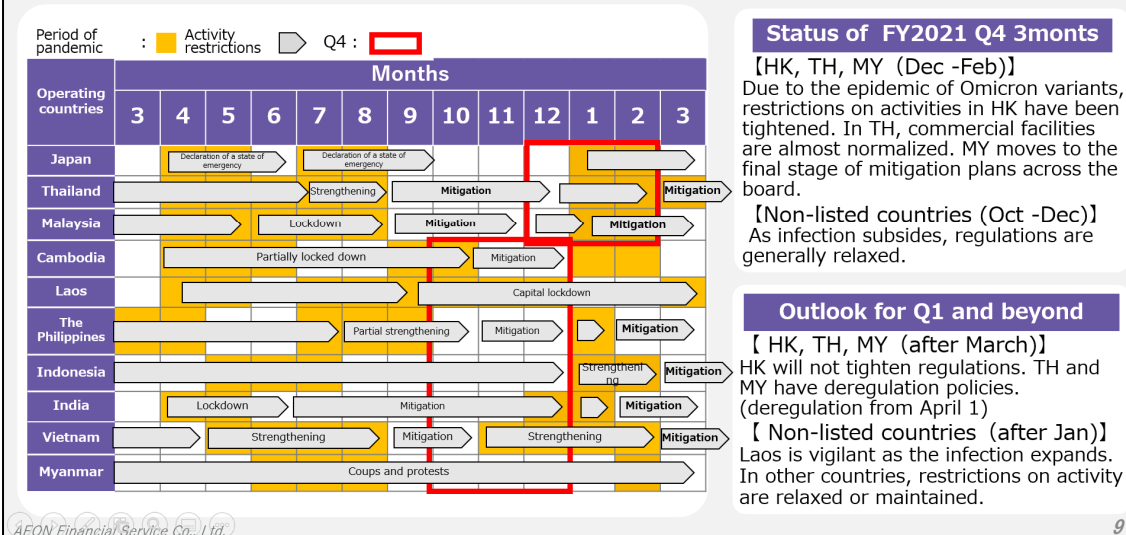 Period of
pandemic
:
Activity
restrictions
Q4 :
Operating
countries
Months
3 4 5 6 7 8 9 10 11 12 1 2 3
Japan
Declaration of a state of
emergency
Declaration of a state of
emergency
Thailand
Strengthening
Mitigation
Mitigation
Malaysia
Lockdown
Mitigation
Mitigation
Cambodia
Partially locked down
Mitigation
Laos
Capital lockdown
The
Philippines
Partial strengthening
Mitigation
Mitigation
Indonesia
Strengtheni
ng
Mitigation
India
Lockdown
Mitigation
Mitigation
Vietnam
Strengthening
Mitigation
Strengthening
Mitigation
Myanmar
Coups and protests
Status of FY2021 Q4 3monts
【HK, TH, MY（Dec -Feb)】
Due to the epidemic of Omicron variants,
restrictions on activities in HK have been
tightened. In TH, commercial facilities
are almost normalized. MY moves to the
final stage of mitigation plans across the
board.
【Non-listed countries (Oct -Dec)】
As infection subsides, regulations are
generally relaxed.
Outlook for Q1 and beyond
【 HK, TH, MY（after March)】
HK will not tighten regulations. TH and
MY have deregulation policies.
(deregulation from April 1)
【 Non-listed countries（after Jan)】
Laos is vigilant as the infection expands.
In other countries, restrictions on activity
are relaxed or maintained.
AEON Financial Service Co., Ltd.
9